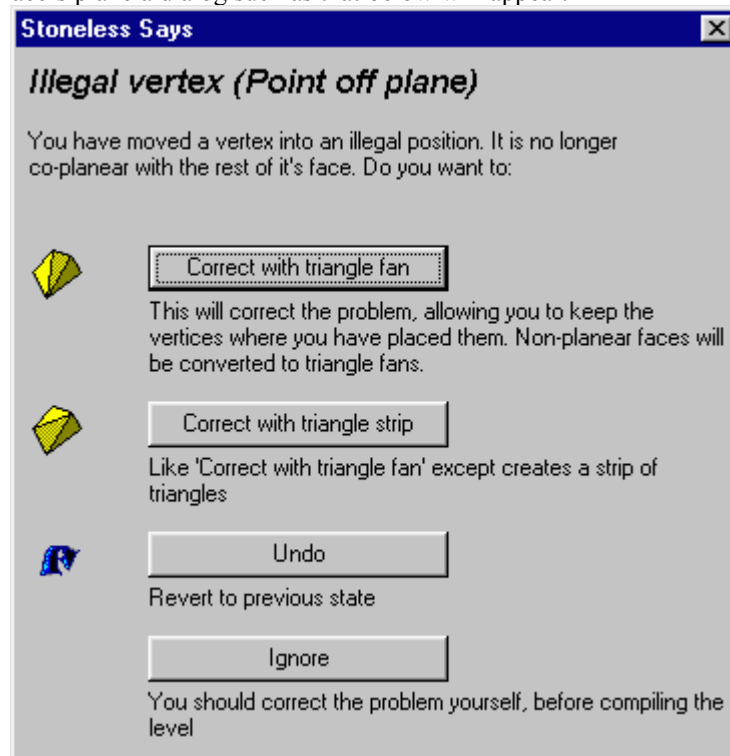 Stoneless Says
Illegal vertex (Point off plane)
You have moved a vertex into an illegal position. It is no longer
co-planear with the rest of it's face. Do you want to:
Correct with triangle fan
This will correct the problem, allowing you to keep the
vertices where you have placed them. Non-planear faces will
be converted to triangle fans.
Correct with triangle strip
Like 'Correct with triangle fan' except creates a strip of
triangles
Undo
Revert to previous state
Ignore
You should correct the problem yourself, before compiling the
level